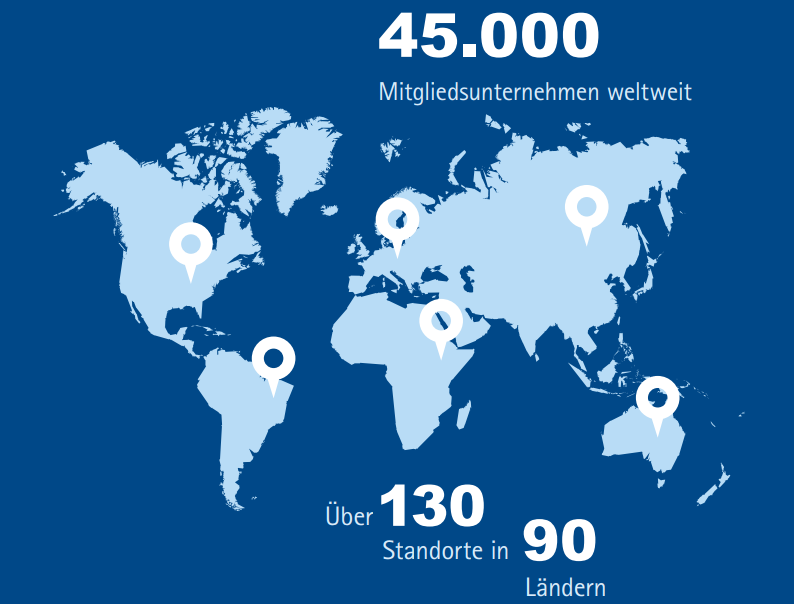 45.000
Mitgliedsunternehmen weltweit
Über 130
Standorte in 90
Ländern